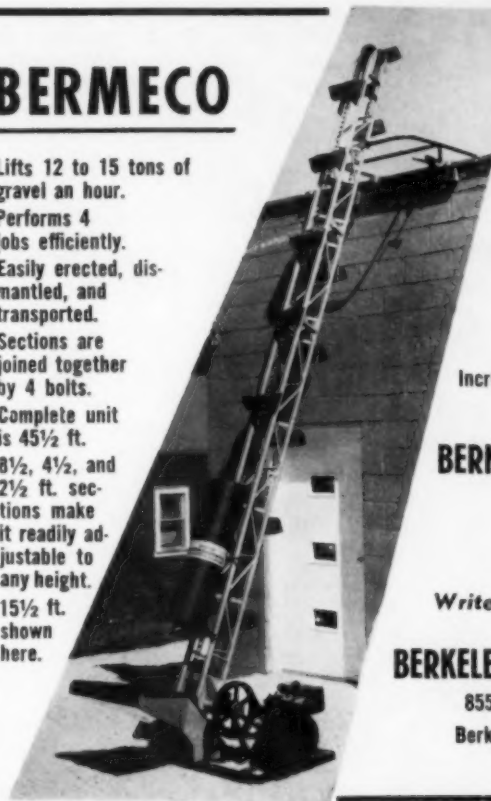 BERMECO
Lifts 12 to 15 tons of
gravel an hour.
Performs 4
jobs efficiently.
Easily erected, dis-
mantled, and
transported.
Sections are
joined together
by 4 bolts.
Complete unit
is 45½ ft.
8½, 4½, and
2½ ft. sec-
tions make
it readily ad-
justable to
any height.
15½ ft.
shown
here.
Incr
BERM
Write
BERKELE
855
Berk